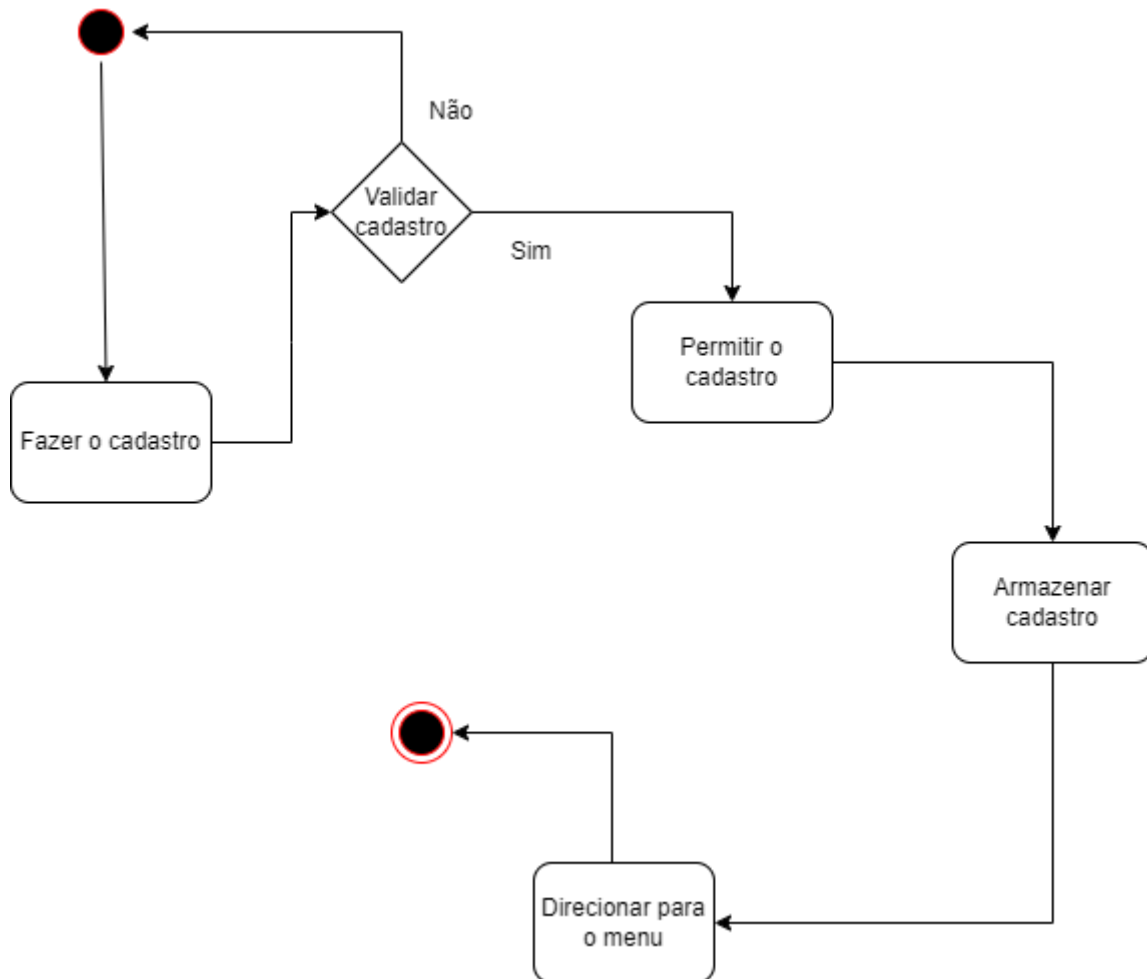 Não
Validar
cadastro
Sim
Permitir o
cadastro
Fazer o cadastro
Armazenar
cadastro
Direcionar para
o menu